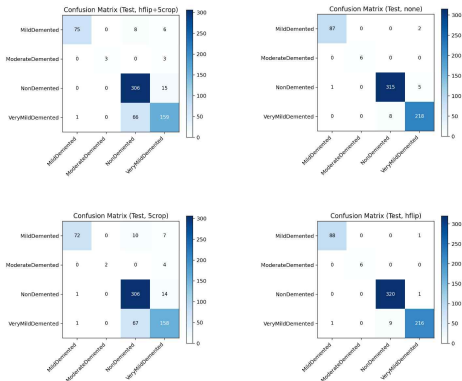 Confusion Matrix (Test, hflip+5crop)
MildDemented 75 0 8 6
ModerateDemented 0 3 0 3
NonDemented 0 0 306 15
VeryMildDemented 1 0 66 159
MildDemented
ModerateDemented
NonDemented
VeryMildDemented
300
250
200
150
100
50
0
Confusion Matrix (Test, none)
MildDemented 87 0 0 2
ModerateDemented 0 6 0 0
NonDemented 1 0 315 5
VeryMildDemented 0 0 8 218
MildDemented
ModerateDemented
NonDemented
VeryMildDemented
300
250
200
150
100
50
0
Confusion Matrix (Test, 5crop)
MildDemented 72 0 10 7
ModerateDemented 0 2 0 4
NonDemented 1 0 306 14
VeryMildDemented 1 0 67 158
MildDemented
ModerateDemented
NonDemented
VeryMildDemented
300
250
200
150
100
50
0
Confusion Matrix (Test, hflip)
MildDemented 88 0 0 1
ModerateDemented 0 6 0 0
NonDemented 0 0 320 1
VeryMildDemented 1 0 9 216
MildDemented
ModerateDemented
NonDemented
VeryMildDemented
300
250
200
150
100
50
0